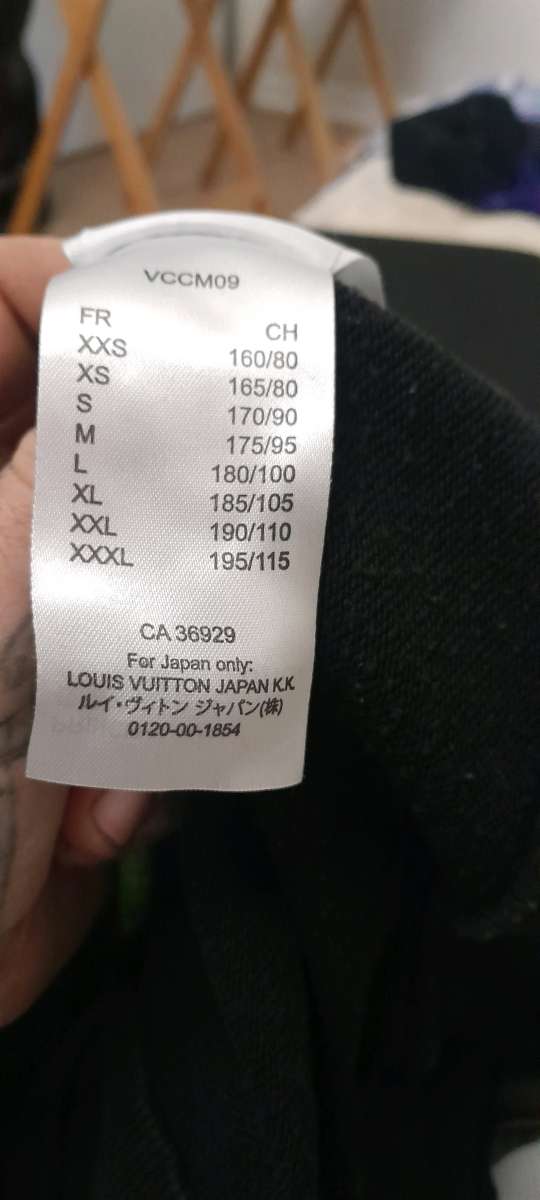 VCCM09
FR CH
XXS 160/80
XS 165/80
S 170/90
M 175/95
L 180/100
XL 185/105
XXL 190/110
XXXL 195/115
CA 36929
For Japan only:
LOUIS VUITTON JAPAN K.K.
ルイ・ヴィトン ジャパン(株)
0120-00-1854